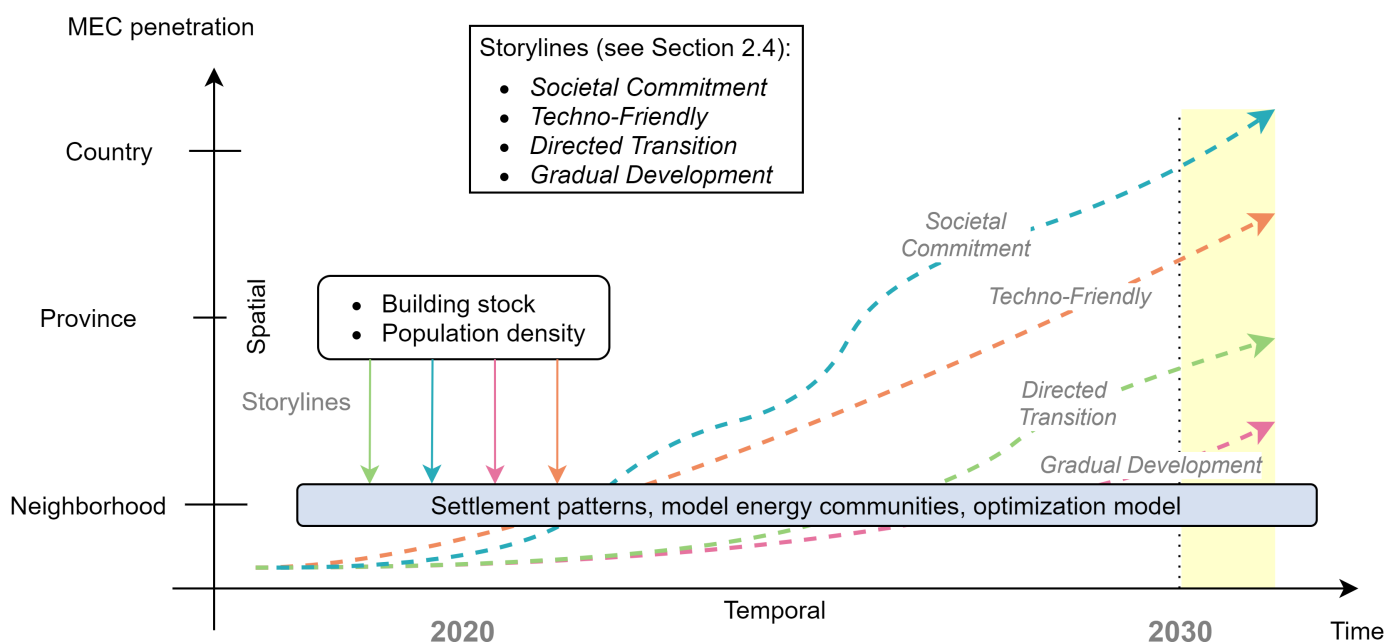 MEC penetration
Storylines (see Section 2.4):
• Societal Commitment
• Techno-Friendly
• Directed Transition
• Gradual Development
Country
Societal
Commitment
Techno-Friendly
Spatial
• Building stock
• Population density
Province
Storylines
Directed
Transition
Gradual Development
Neighborhood
Settlement patterns, model energy communities, optimization model
Temporal
2020
2030
Time